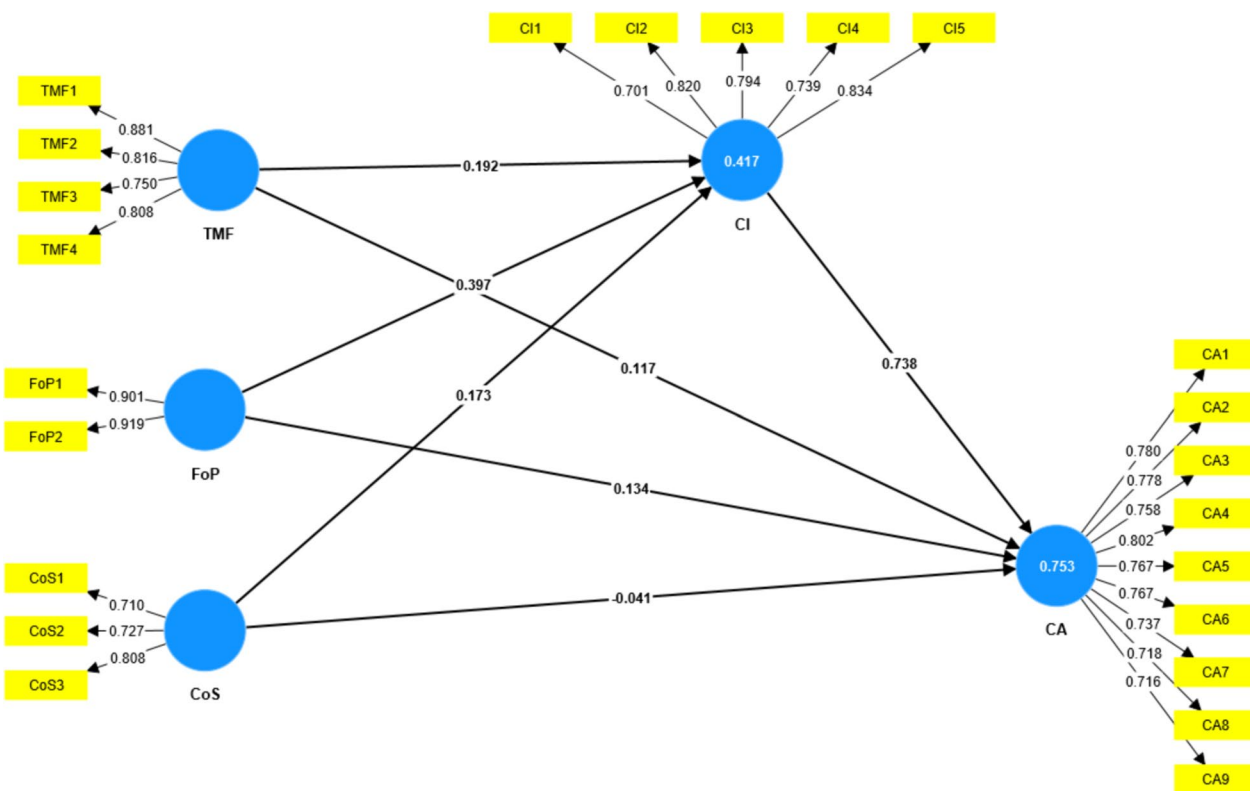 CI1
CI2
CI3
CI4
CI5
0.701
0.820
0.794
0.739
0.834
TMF1
TMF2
TMF3
TMF4
0.881
0.816
0.750
0.808
TMF
0.192
0.417
CI
0.397
0.117
0.173
0.738
FoP1
FoP2
0.901
0.919
FoP
0.134
CoS1
CoS2
CoS3
0.710
0.727
0.808
CoS
-0.041
0.753
CA
0.780
0.778
0.758
0.802
0.767
0.767
0.737
0.718
0.716
CA1
CA2
CA3
CA4
CA5
CA6
CA7
CA8
CA9